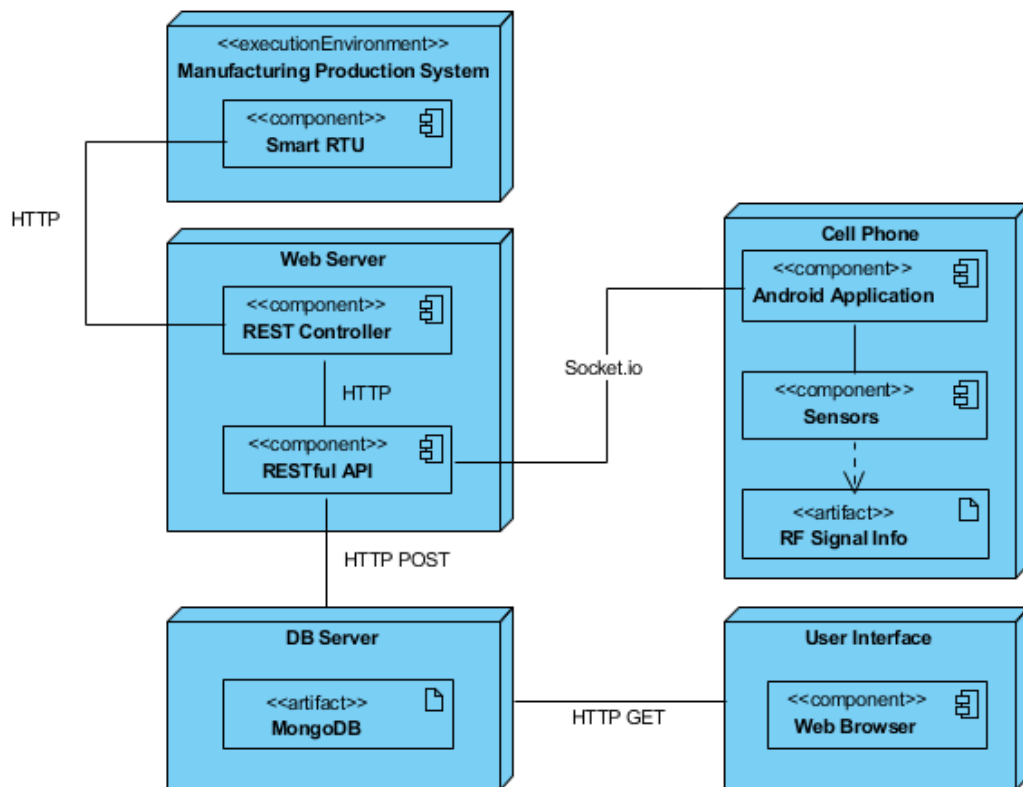 <<executionEnvironment>>
Manufacturing Production System
<<component>>
Smart RTU
HTTP
Web Server
<<component>>
REST Controller
HTTP
<<component>>
RESTful API
Socket.io
Cell Phone
<<component>>
Android Application
<<component>>
Sensors
<<artifact>>
RF Signal Info
HTTP POST
DB Server
<<artifact>>
MongoDB
HTTP GET
User Interface
<<component>>
Web Browser